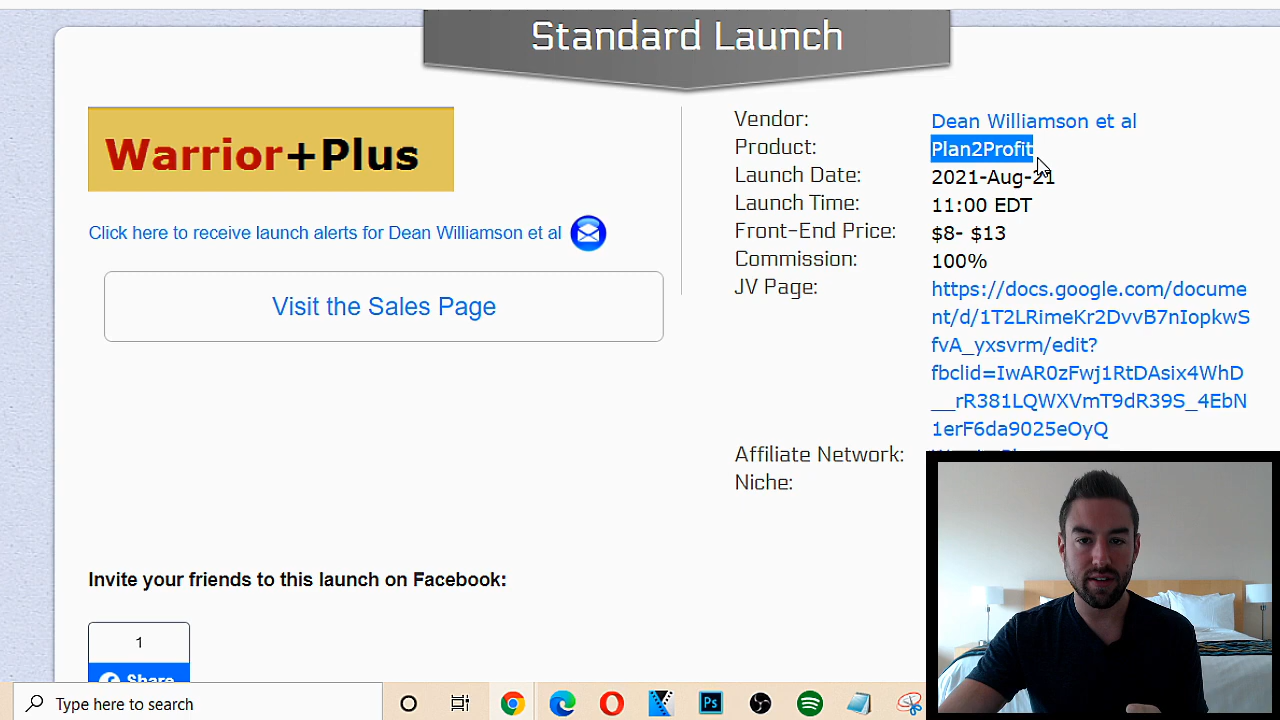 Standard Launch
Warrior+Plus
Click here to receive launch alerts for Dean Williamson et al
Visit the Sales Page
Vendor: Dean Williamson et al
Product: Plan2Profit
Launch Date: 2021-Aug-21
Launch Time: 11:00 EDT
Front-End Price: $8- $13
Commission: 100%
JV Page: https://docs.google.com/docume
nt/d/1T2LRimeKr2DvvB7nIopkwS
fvA_yxsvrm/edit?
fbclid=IwAR0zFwj1RtDAsix4WhD
__rR381LQWXVmT9dR39S_4EbN
1erF6da9025eOyQ
Affiliate Network:
Niche:
Invite your friends to this launch on Facebook:
1
Share
Type here to search
Ps